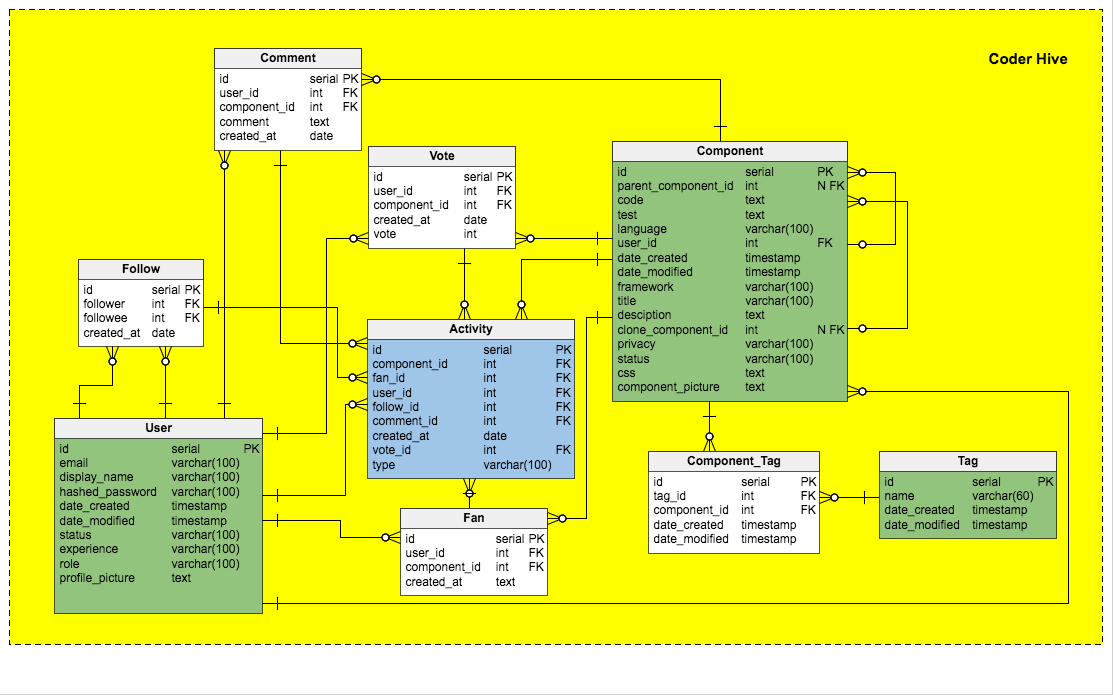 Coder Hive
Comment
id serial PK
user_id int FK
component_id int FK
comment text
created_at date
Vote
id serial PK
user_id int FK
component_id int FK
created_at date
vote int
Component
id serial PK
parent_component_id int N FK
code text
test text
language varchar(100)
user_id int FK
date_created timestamp
date_modified timestamp
framework varchar(100)
title varchar(100)
desciption text
clone_component_id int N FK
privacy varchar(100)
status varchar(100)
css text
component_picture text
Follow
id serial PK
follower int FK
followee int FK
created_at date
Activity
id serial PK
component_id int FK
fan_id int FK
user_id int FK
follow_id int FK
comment_id int FK
created_at date
vote_id int FK
type varchar(100)
User
id serial PK
email varchar(100)
display_name varchar(100)
hashed_password varchar(100)
date_created timestamp
date_modified timestamp
status varchar(100)
experience varchar(100)
role varchar(100)
profile_picture text
Fan
id serial PK
user_id int FK
component_id int FK
created_at text
Component_Tag
id serial PK
tag_id int FK
component_id int FK
date_created timestamp
date_modified timestamp
Tag
id serial PK
name varchar(60)
date_created timestamp
date_modified timestamp